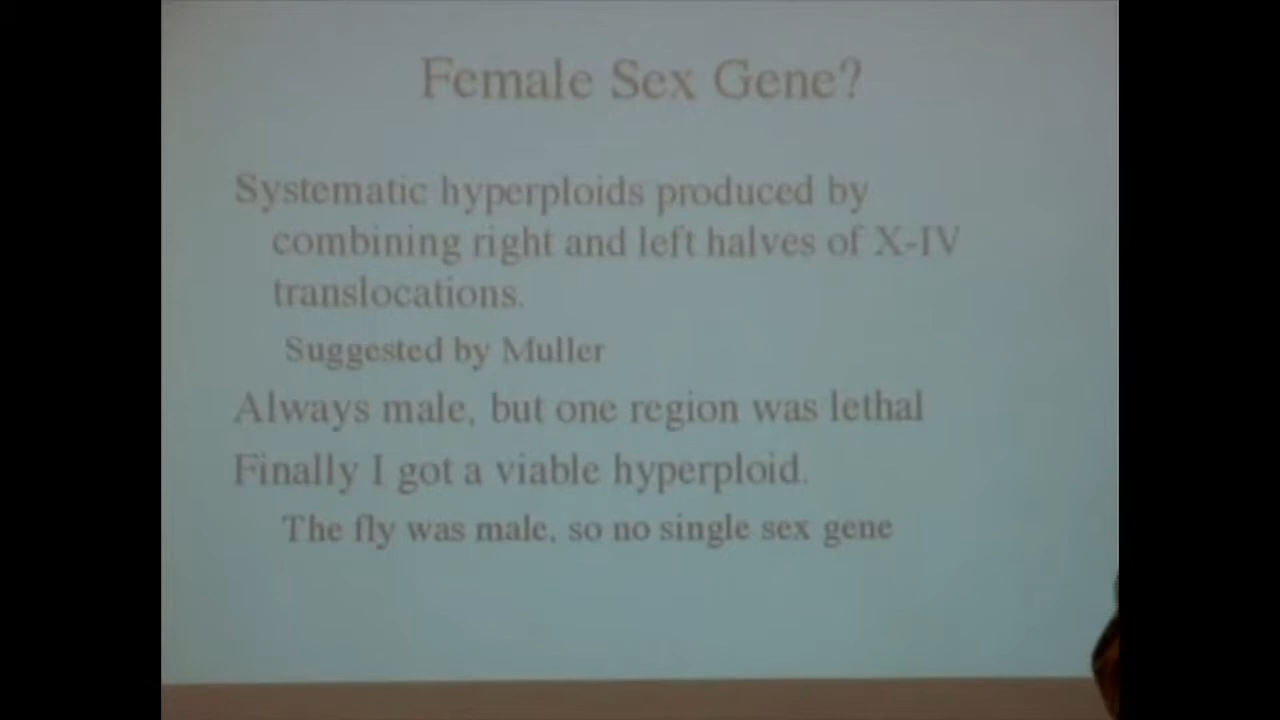 Female Sex Gene?
Systematic hyperploids produced by
combining right and left halves of X-IV
translocations.
Suggested by Muller
Always male, but one region was lethal
Finally I got a viable hyperploid.
The fly was male, so no single sex gene